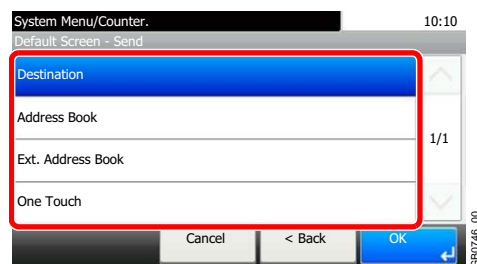 System Menu/Counter. 10:10
Default Screen - Send
Destination
Address Book
1/1
Ext. Address Book
One Touch
Cancel < Back OK
GB0746_00